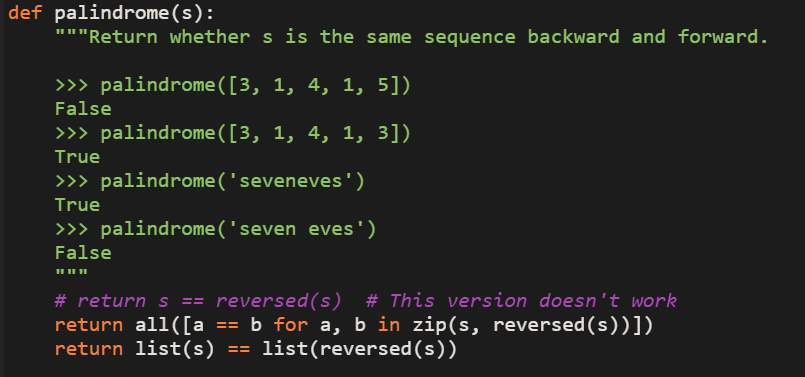 def palindrome(s):
    """Return whether s is the same sequence backward and forward.

    >>> palindrome([3, 1, 4, 1, 5])
    False
    >>> palindrome([3, 1, 4, 1, 3])
    True
    >>> palindrome('seveneves')
    True
    >>> palindrome('seven eves')
    False
    """
    # return s == reversed(s)  # This version doesn't work
    return all([a == b for a, b in zip(s, reversed(s))])
    return list(s) == list(reversed(s))